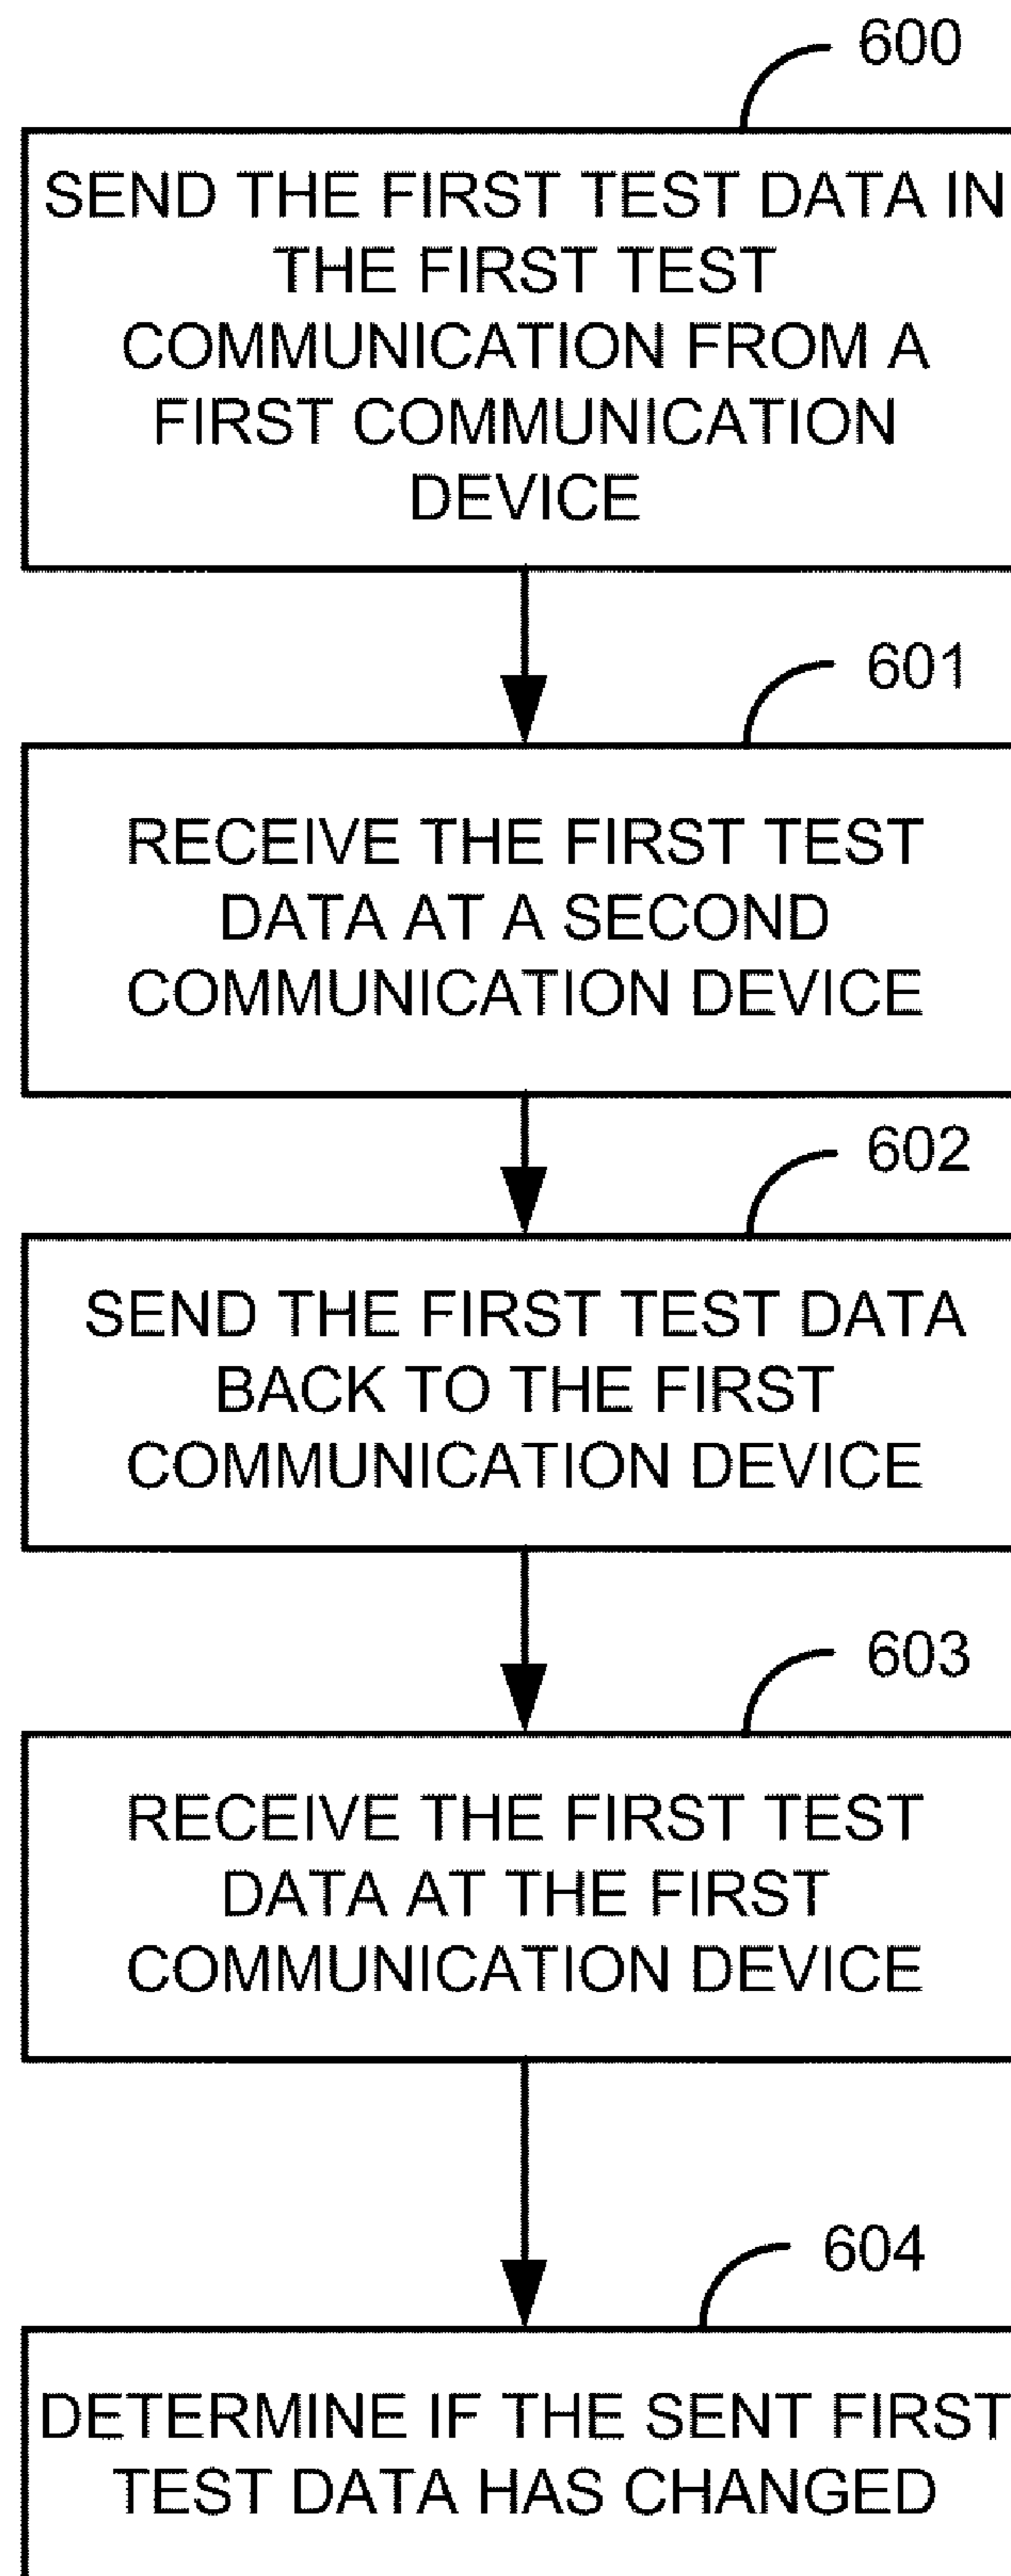 600
SEND THE FIRST TEST DATA IN
THE FIRST TEST
COMMUNICATION FROM A
FIRST COMMUNICATION
DEVICE
601
RECEIVE THE FIRST TEST
DATA AT A SECOND
COMMUNICATION DEVICE
602
SEND THE FIRST TEST DATA
BACK TO THE FIRST
COMMUNICATION DEVICE
603
RECEIVE THE FIRST TEST
DATA AT THE FIRST
COMMUNICATION DEVICE
604
DETERMINE IF THE SENT FIRST
TEST DATA HAS CHANGED